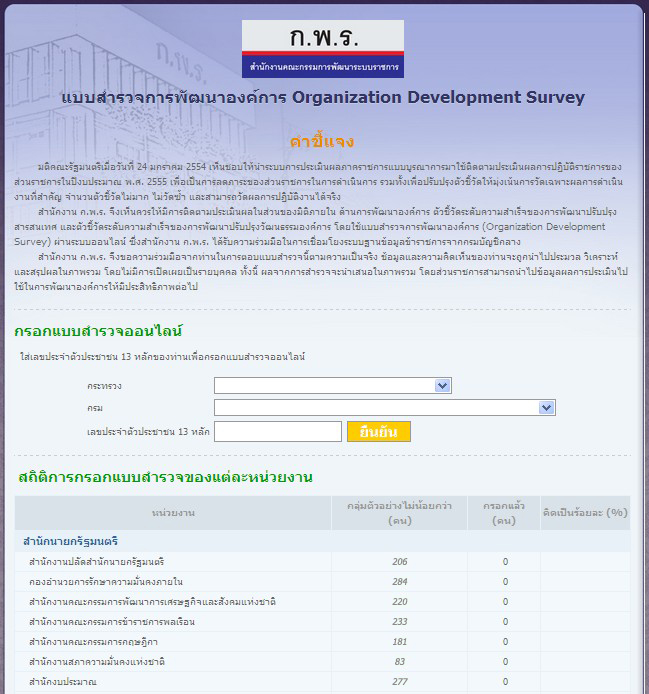 ก.พ.ร.
สำนักงานคณะกรรมการพัฒนาระบบราชการ
แบบสำรวจการพัฒนาองค์การ Organization Development Survey
คำชี้แจง
มติคณะรัฐมนตรีเมื่อวันที่ 24 มกราคม 2554 เห็นชอบให้นำระบบการประเมินผลภาคราชการแบบบูรณาการมาใช้ติดตามประเมินผลการปฏิบัติราชการของ
ส่วนราชการในปีงบประมาณ พ.ศ. 2555 เพื่อเป็นการลดภาระของส่วนราชการในการดำเนินการ รวมทั้งเพื่อปรับปรุงตัวชี้วัดให้มุ่งเน้นการวัดเฉพาะผลการดำเนิน
งานที่สำคัญ จำนวนตัวชี้วัดไม่มาก ไม่วัดซ้ำ และสามารถวัดผลการปฏิบัติงานได้จริง
สำนักงาน ก.พ.ร. จึงเห็นควรให้มีการติดตามประเมินผลในส่วนของมิติภายใน ด้านการพัฒนาองค์การ ตัวชี้วัดระดับความสำเร็จของการพัฒนาปรับปรุง
สารสนเทศ และตัวชี้วัดระดับความสำเร็จของการพัฒนาปรับปรุงวัฒนธรรมองค์การ โดยใช้แบบสำรวจการพัฒนาองค์การ (Organization Development
Survey) ผ่านระบบออนไลน์ ซึ่งสำนักงาน ก.พ.ร. ได้รับความร่วมมือในการเชื่อมโยงระบบฐานข้อมูลข้าราชการจากกรมบัญชีกลาง
สำนักงาน ก.พ.ร. จึงขอความร่วมมือจากท่านในการตอบแบบสำรวจนี้ตามความเป็นจริง ข้อมูลและความคิดเห็นของท่านจะถูกนำไปประมวล วิเคราะห์
และสรุปผลในภาพรวม โดยไม่มีการเปิดเผยเป็นรายบุคคล ทั้งนี้ ผลจากการสำรวจจะนำเสนอในภาพรวม โดยส่วนราชการสามารถนำไปข้อมูลผลการประเมินไป
ใช้ในการพัฒนาองค์การให้มีประสิทธิภาพต่อไป
กรอกแบบสำรวจออนไลน์
ใส่เลขประจำตัวประชาชน 13 หลักของท่านเพื่อกรอกแบบสำรวจออนไลน์
กระทรวง
กรม
เลขประจำตัวประชาชน 13 หลัก ยืนยัน
สถิติการกรอกแบบสำรวจของแต่ละหน่วยงาน
หน่วยงาน กลุ่มตัวอย่างไม่น้อยกว่า (คน) กรอกแล้ว (คน) คิดเป็นร้อยละ (%)
สำนักนายกรัฐมนตรี
สำนักงานปลัดสำนักนายกรัฐมนตรี 206 0
กองอำนวยการรักษาความมั่นคงภายใน 284 0
สำนักงานคณะกรรมการพัฒนาการเศรษฐกิจและสังคมแห่งชาติ 220 0
สำนักงานคณะกรรมการข้าราชการพลเรือน 233 0
สำนักงานคณะกรรมการกฤษฎีกา 181 0
สำนักงานสภาความมั่นคงแห่งชาติ 83 0
สำนักงบประมาณ 277 0